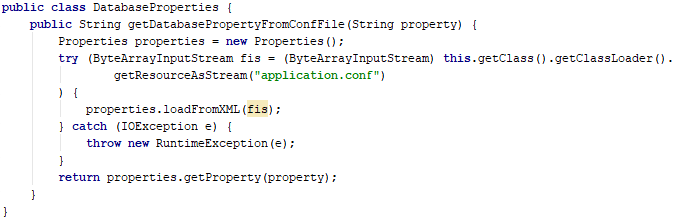 public class DatabaseProperties {
    public String getDatabasePropertyFromConfFile(String property) {
        Properties properties = new Properties();
        try (ByteArrayInputStream fis = (ByteArrayInputStream) this.getClass().getClassLoader().
                getResourceAsStream("application.conf")
        ) {
            properties.loadFromXML(fis);
        } catch (IOException e) {
            throw new RuntimeException(e);
        }
        return properties.getProperty(property);
    }
}